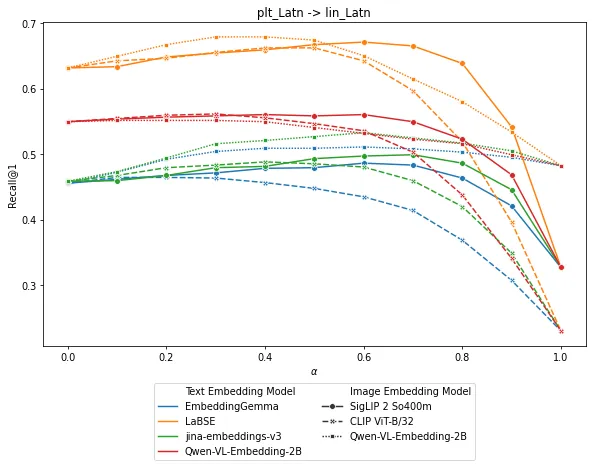 plt_Latn -> lin_Latn
Recall@1
0.7
0.6
0.5
0.4
0.3
0.0 0.2 0.4 0.6 0.8 1.0
α
Text Embedding Model Image Embedding Model
EmbeddingGemma SigLIP 2 So400m
LaBSE CLIP ViT-B/32
jina-embeddings-v3 Qwen-VL-Embedding-2B
Qwen-VL-Embedding-2B